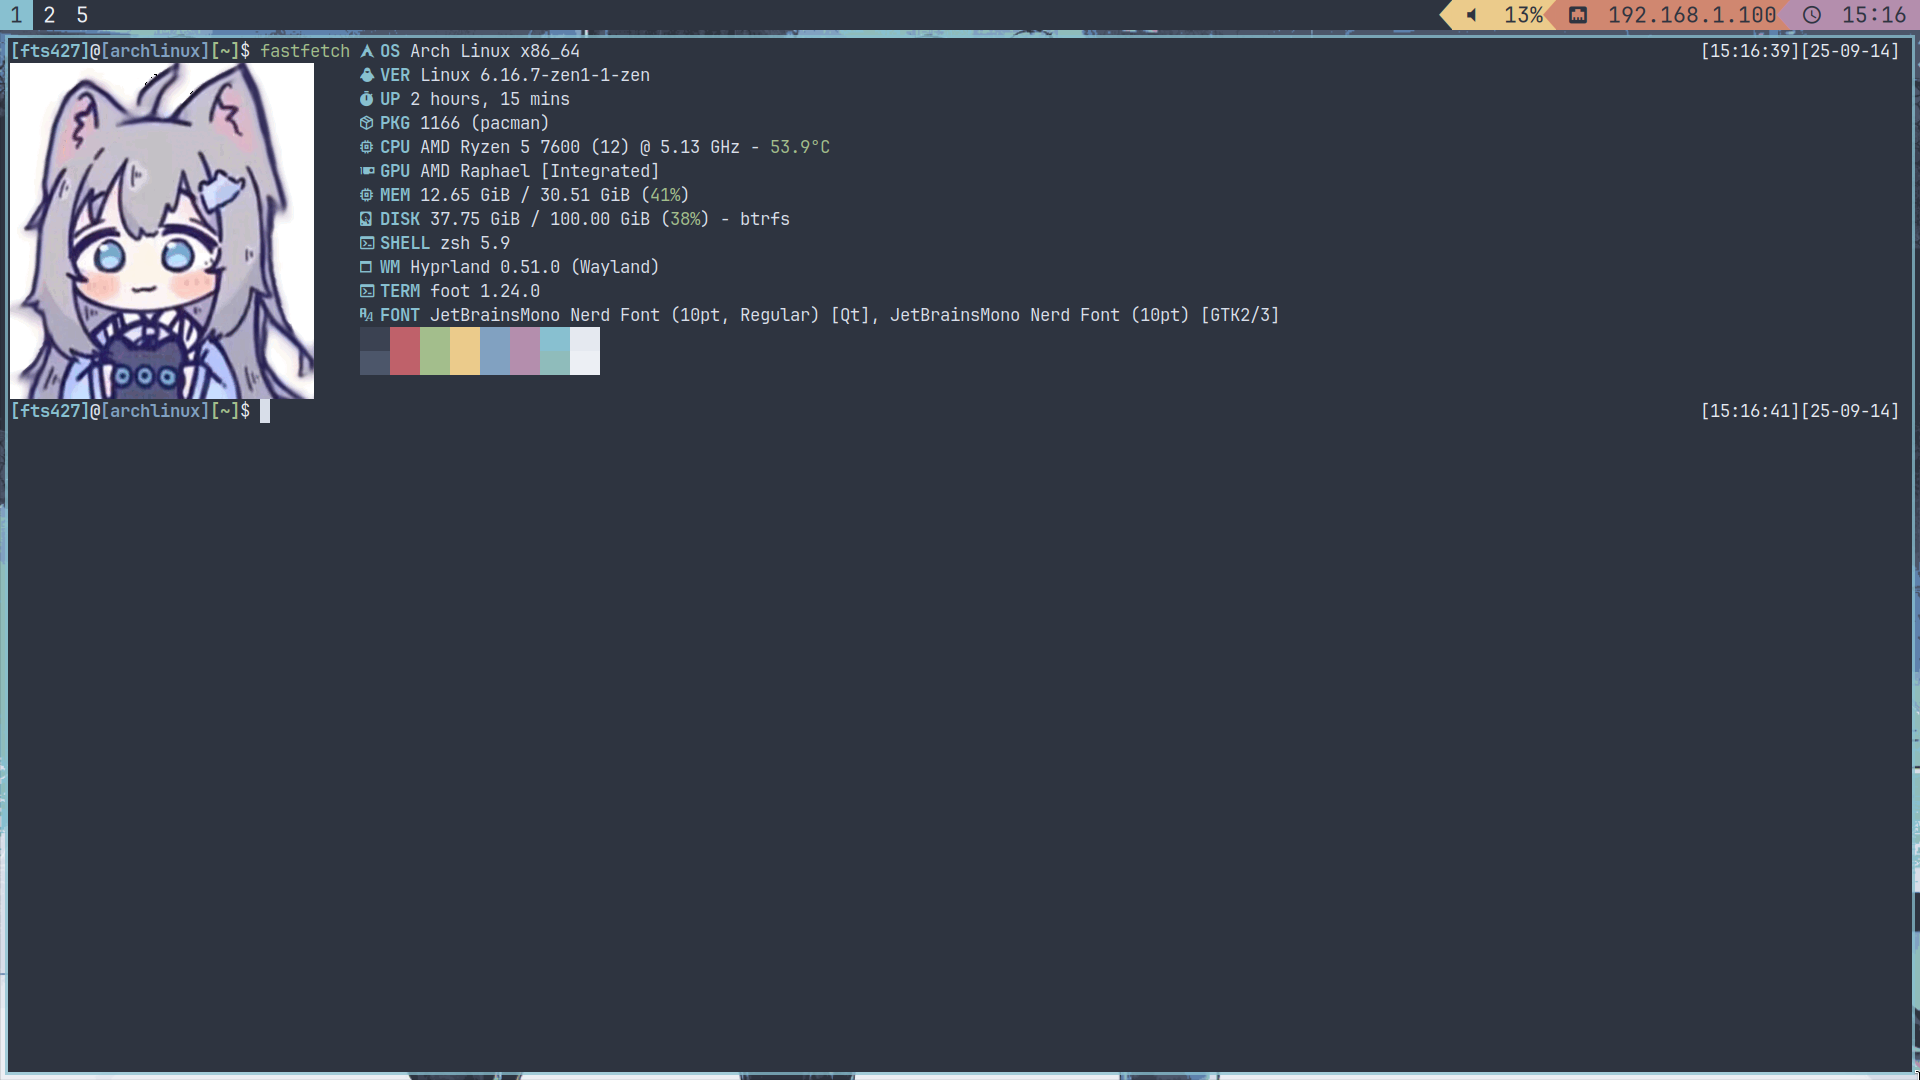 1 2 5 13% 192.168.1.100 15:16
[fts427]@[archlinux][~]$ fastfetch OS Arch Linux x86_64 [15:16:39][25-09-14]
VER Linux 6.16.7-zen1-1-zen
UP 2 hours, 15 mins
PKG 1166 (pacman)
CPU AMD Ryzen 5 7600 (12) @ 5.13 GHz - 53.9°C
GPU AMD Raphael [Integrated]
MEM 12.65 GiB / 30.51 GiB (41%)
DISK 37.75 GiB / 100.00 GiB (38%) - btrfs
SHELL zsh 5.9
WM Hyprland 0.51.0 (Wayland)
TERM foot 1.24.0
FONT JetBrainsMono Nerd Font (10pt, Regular) [Qt], JetBrainsMono Nerd Font (10pt) [GTK2/3]
[fts427]@[archlinux][~]$ [15:16:41][25-09-14]